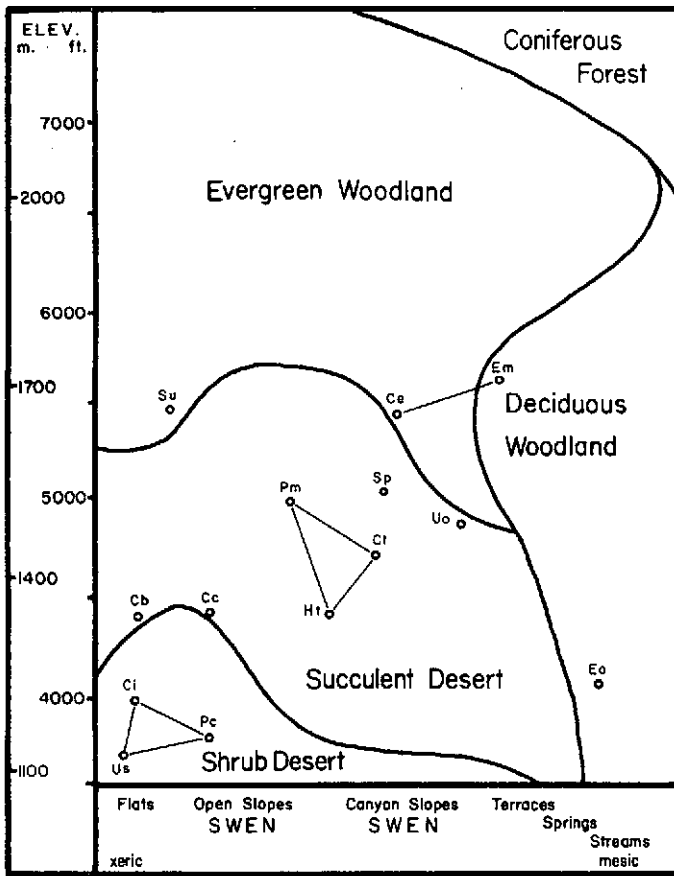 ELEV.
m. ft.
Coniferous
Forest
7000
Evergreen Woodland
2000
6000
Em
1700
Su
Ce
Deciduous
Woodland
Sp
5000
Pm
Uo
Ct
1400
Cb
Cc
Ht
Eo
Succulent Desert
4000
Ci
Pc
Us
Shrub Desert
1100
Flats
Open Slopes
Canyon Slopes
Terraces
SWEN
SWEN
Springs
Streams
xeric
mesic